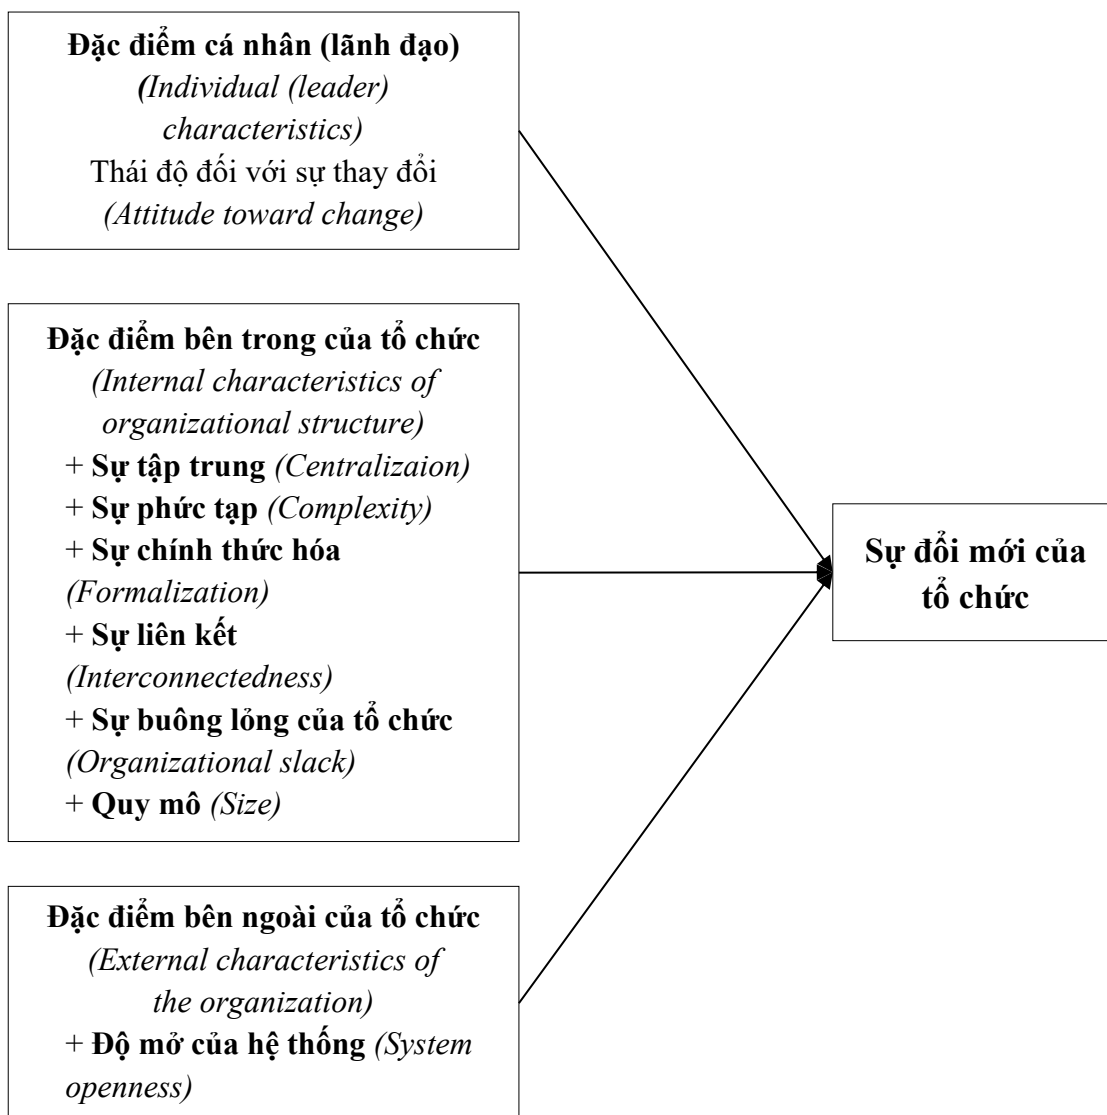 Đặc điểm cá nhân (lãnh đạo)
(Individual (leader)
characteristics)
Thái độ đối với sự thay đổi
(Attitude toward change)
Đặc điểm bên trong của tổ chức
(Internal characteristics of
organizational structure)
+ Sự tập trung (Centralizaion)
+ Sự phức tạp (Complexity)
+ Sự chính thức hóa
(Formalization)
+ Sự liên kết
(Interconnectedness)
+ Sự buông lỏng của tổ chức
(Organizational slack)
+ Quy mô (Size)
Đặc điểm bên ngoài của tổ chức
(External characteristics of
the organization)
+ Độ mở của hệ thống (System
openness)
Sự đổi mới của
tổ chức